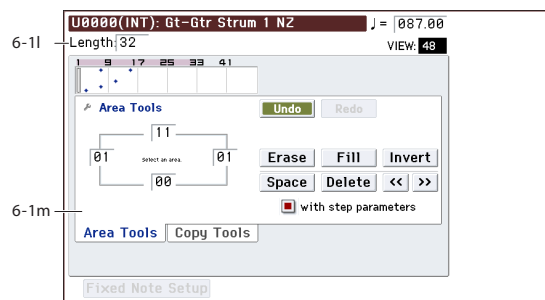 U0000(INT): Gt-Gtr Strum 1 NZ ♩= 087.00
6-1l Length: 32 VIEW: 48
1 9 17 25 33 41
Area Tools Undo Redo
11
01 Select an area. 01 Erase Fill Invert
00 Space Delete << >>
6-1m with step parameters
Area Tools Copy Tools
Fixed Note Setup